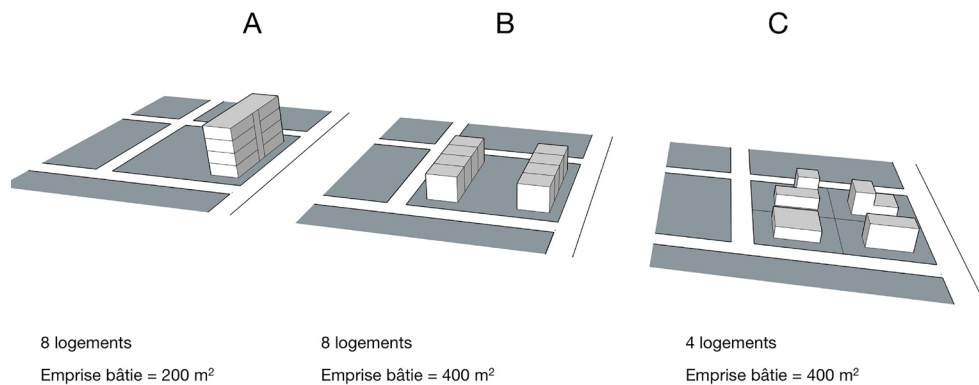 A
B
C
8 logements
Emprise bâtie = 200 m²
8 logements
Emprise bâtie = 400 m²
4 logements
Emprise bâtie = 400 m²